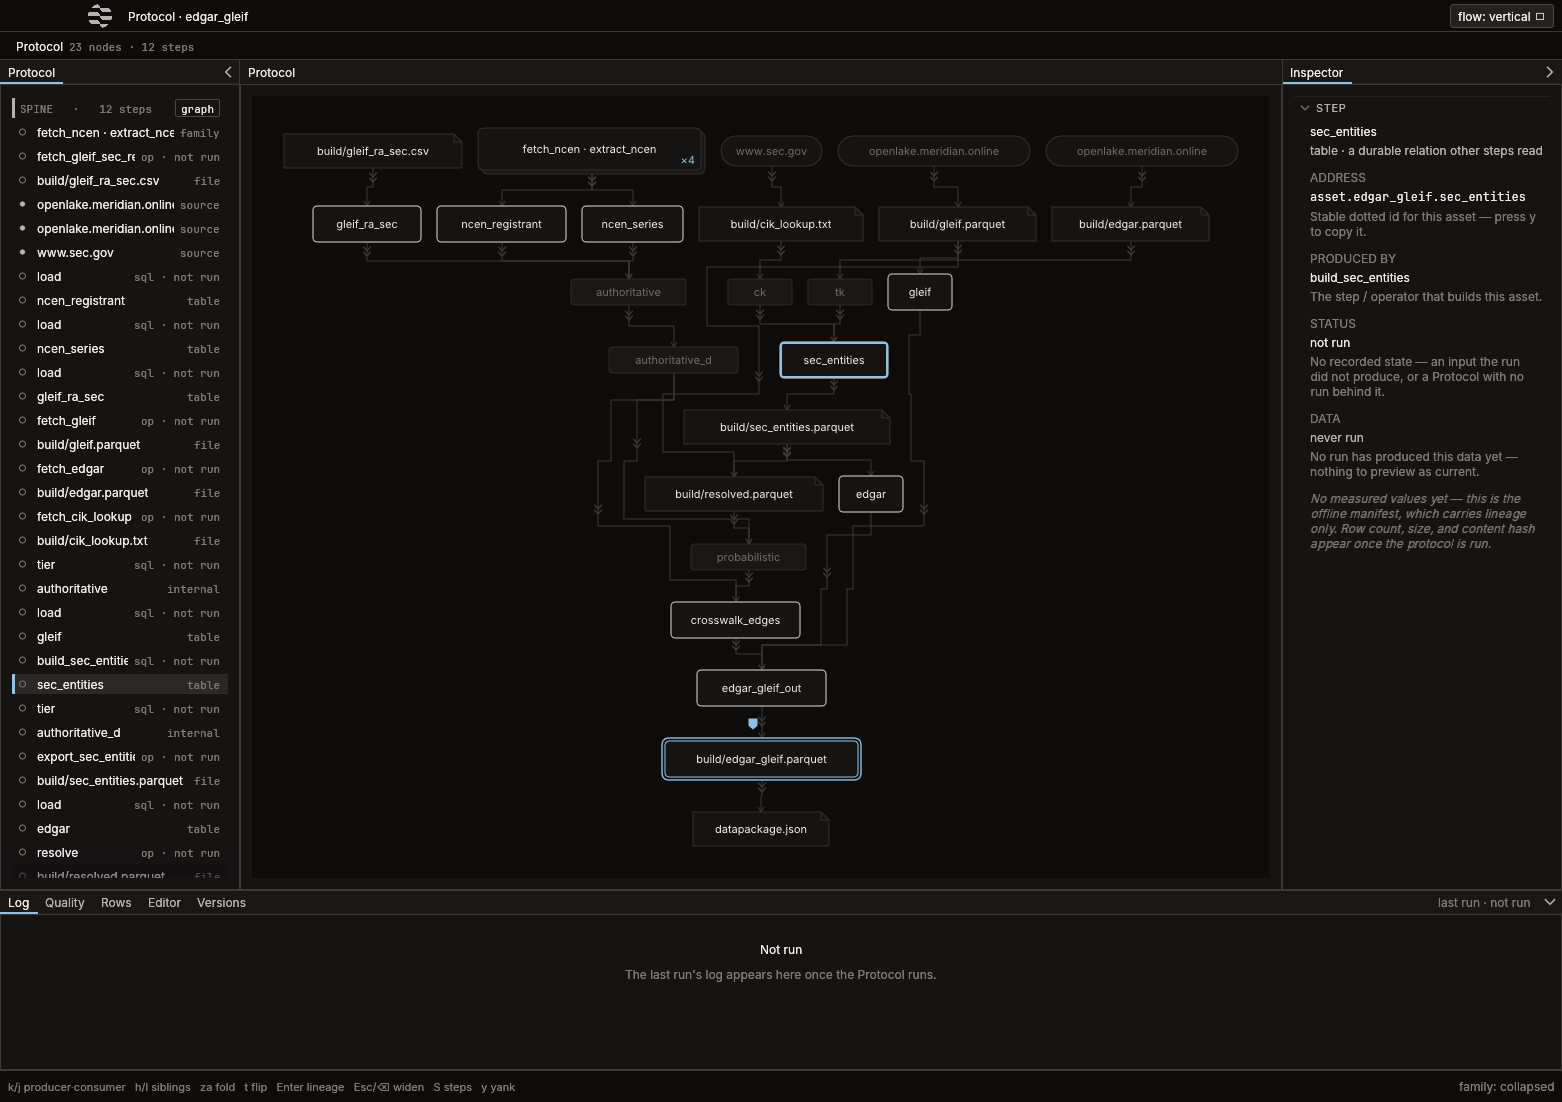 Protocol · edgar_gleif
flow: vertical
Protocol 23 nodes · 12 steps
Protocol
Protocol
Inspector
SPINE · 12 steps graph
fetch_ncen · extract_nce family
fetch_gleif_sec_re op · not run
build/gleif_ra_sec.csv file
openlake.meridian.online source
openlake.meridian.online source
www.sec.gov source
load sql · not run
ncen_registrant table
load sql · not run
ncen_series table
load sql · not run
gleif_ra_sec table
fetch_gleif op · not run
build/gleif.parquet file
fetch_edgar op · not run
build/edgar.parquet file
fetch_cik_lookup op · not run
build/cik_lookup.txt file
tier sql · not run
authoritative internal
load sql · not run
gleif table
build_sec_entitie sql · not run
sec_entities table
tier sql · not run
authoritative_d internal
export_sec_entitie op · not run
build/sec_entities.parquet file
load sql · not run
edgar table
resolve op · not run
build/resolved.parquet file
build/gleif_ra_sec.csv
fetch_ncen · extract_ncen
×4
www.sec.gov
openlake.meridian.online
openlake.meridian.online
gleif_ra_sec
ncen_registrant
ncen_series
build/cik_lookup.txt
build/gleif.parquet
build/edgar.parquet
authoritative
ck
tk
gleif
authoritative_d
sec_entities
build/sec_entities.parquet
build/resolved.parquet
edgar
probabilistic
crosswalk_edges
edgar_gleif_out
build/edgar_gleif.parquet
datapackage.json
STEP
sec_entities
table · a durable relation other steps read
ADDRESS
asset.edgar_gleif.sec_entities
Stable dotted id for this asset — press y
to copy it.
PRODUCED BY
build_sec_entities
The step / operator that builds this asset.
STATUS
not run
No recorded state — an input the run
did not produce, or a Protocol with no
run behind it.
DATA
never run
No run has produced this data yet —
nothing to preview as current.
No measured values yet — this is the
offline manifest, which carries lineage
only. Row count, size, and content hash
appear once the protocol is run.
Log Quality Rows Editor Versions
last run · not run
Not run
The last run's log appears here once the Protocol runs.
k/j producer·consumer h/l siblings za fold t flip Enter lineage Esc/⌫ widen S steps y yank
family: collapsed